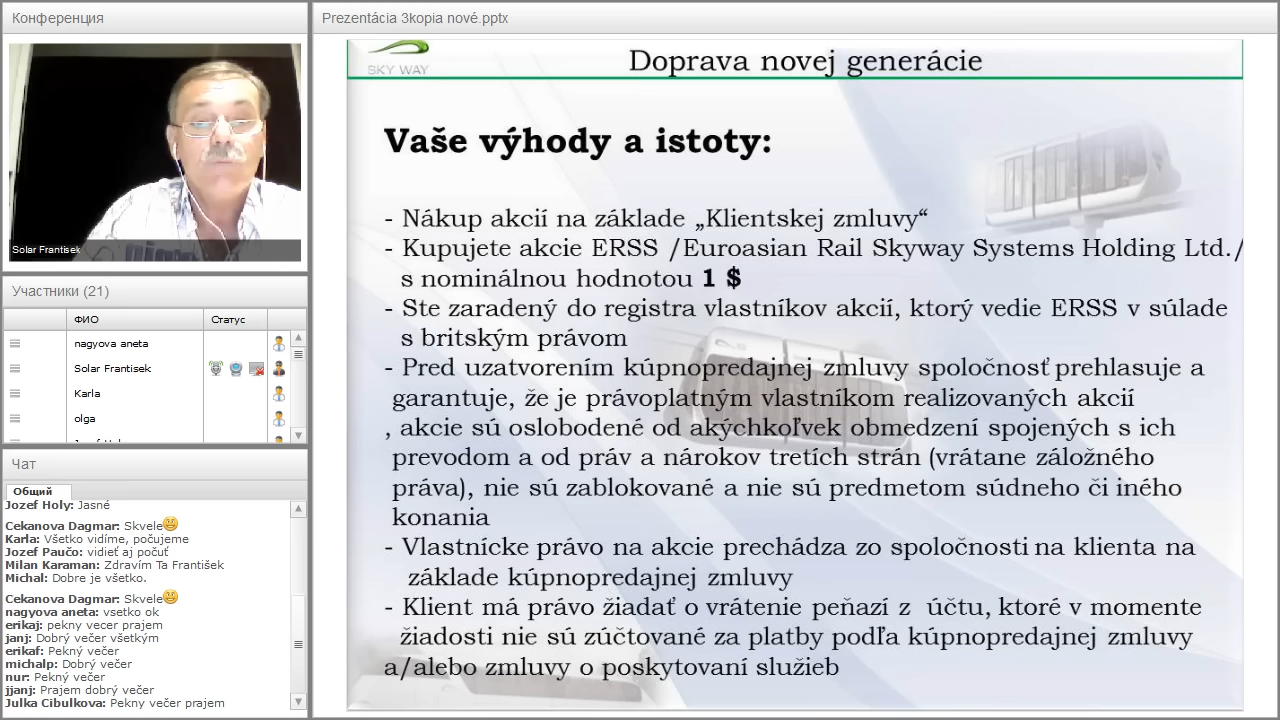 Конференция
Solar Frantisek
Участники (21)
ФИО
Статус
nagyova aneta
Solar Frantisek
Karla
olga
Чат
Общий
Jozef Holy: Jasné
Cekanova Dagmar: Skvele
Karla: Všetko vidíme, počujeme
Jozef Paučo: vidieť aj počuť
Milan Karaman: Zdravím Ta František
Michal: Dobre je všetko.
Cekanova Dagmar: Skvele
nagyova aneta: vsetko ok
erikaj: pekny vecer prajem
janj: Dobrý večer všetkým
erikaf: Pekný večer
michalp: Dobrý večer
nur: Pekný večer
jjanj: Prajem dobrý večer
Julka Cibulkova: Pekny večer prajem
Prezentácia 3kopia nové.pptx
SKY WAY
Doprava novej generácie
Vaše výhody a istoty:
- Nákup akcií na základe „Klientskej zmluvy“
- Kupujete akcie ERSS /Euroasian Rail Skyway Systems Holding Ltd./
s nominálnou hodnotou 1 $
- Ste zaradený do registra vlastníkov akcií, ktorý vedie ERSS v súlade
s britským právom
- Pred uzatvorením kúpnopredajnej zmluvy spoločnosť prehlasuje a
garantuje, že je právoplatným vlastníkom realizovaných akcií
, akcie sú oslobodené od akýchkoľvek obmedzení spojených s ich
prevodom a od práv a nárokov tretích strán (vrátane záložného
práva), nie sú zablokované a nie sú predmetom súdneho či iného
konania
- Vlastnícke právo na akcie prechádza zo spoločnosti na klienta na
základe kúpnopredajnej zmluvy
- Klient má právo žiadať o vrátenie peňazí z účtu, ktoré v momente
žiadosti nie sú zúčtované za platby podľa kúpnopredajnej zmluvy
a/alebo zmluvy o poskytovaní služieb